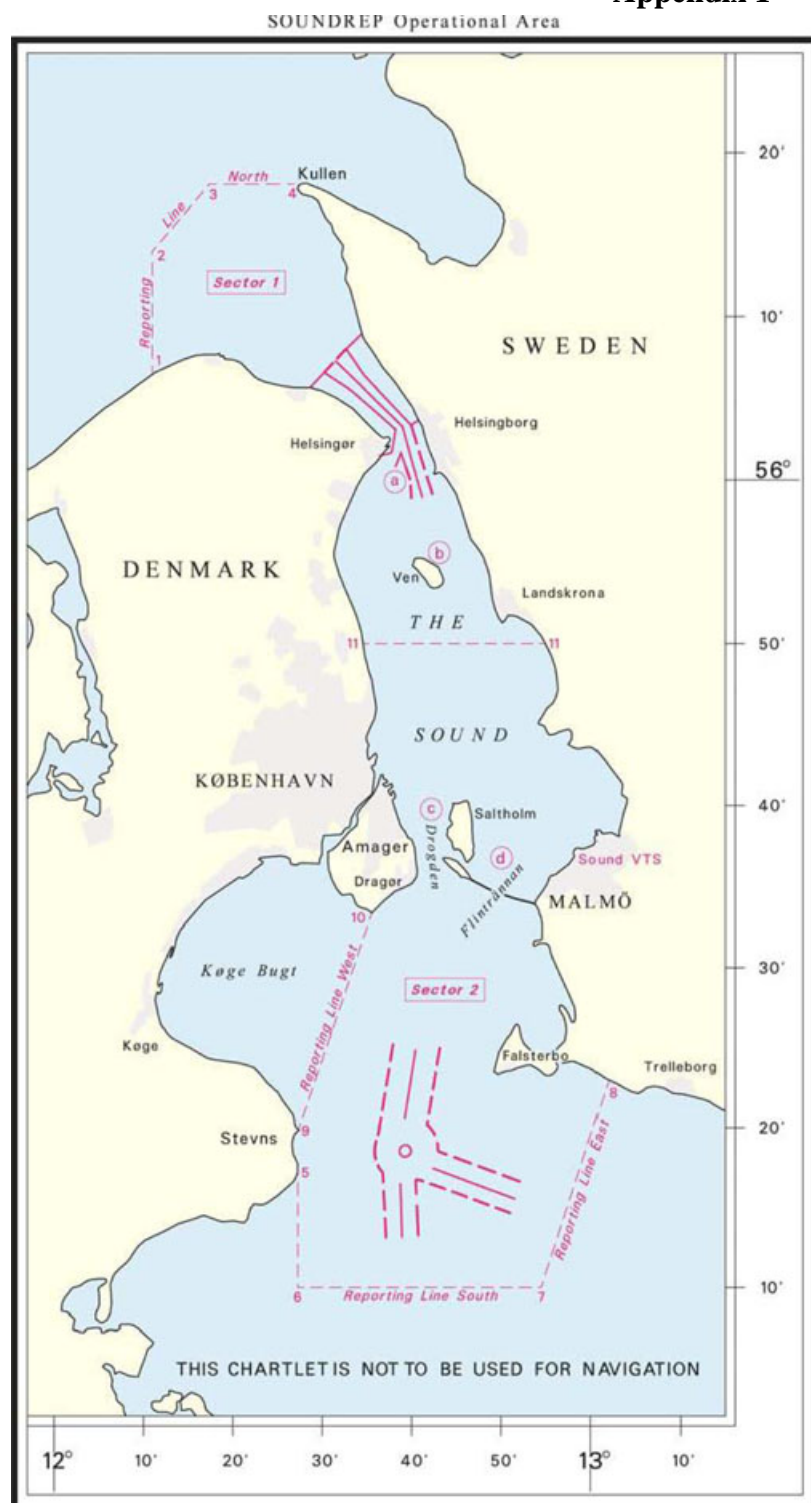 SOUNDREP Operational Area
20'
Kullen
North
3
4
Line
2
Sector 1
Reporting
10'
1
SWEDEN
Helsingborg
Helsingør
56°
a
b
DENMARK
Ven
Landskrona
THE
11
11
50'
SOUND
KØBENHAVN
40'
c
Saltholm
Drogden
Amager
d
Sound VTS
Dragør
Flintrännan
MALMÖ
10
Køge Bugt
30'
Reporting Line West
Sector 2
Køge
Falsterbo
Trelleborg
8
Stevns
9
20'
5
Reporting Line East
6
Reporting Line South
7
10'
THIS CHARTLET IS NOT TO BE USED FOR NAVIGATION
12°
10'
20'
30'
40'
50'
13°
10'